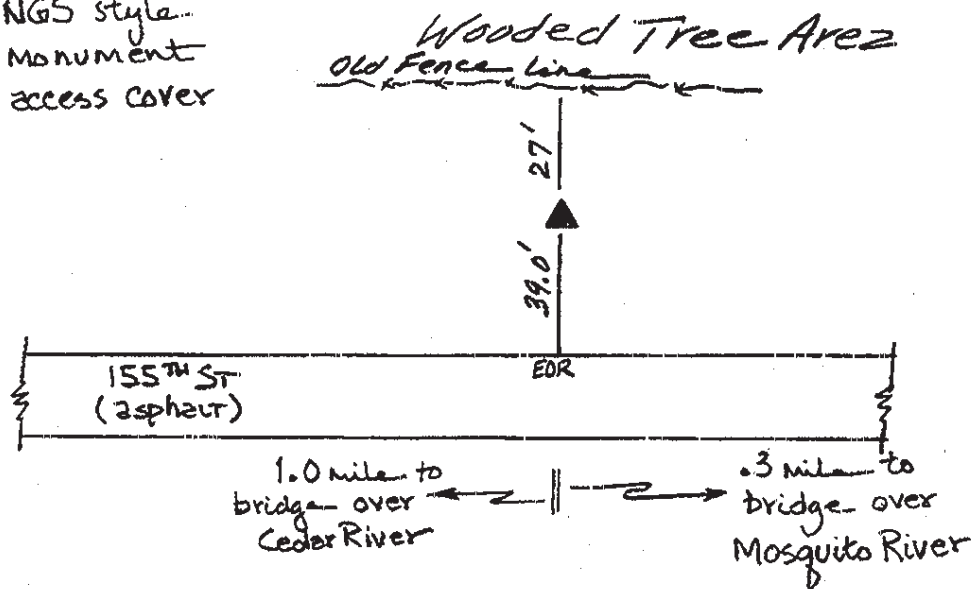 NGS style
Monument
access cover
Wooded Tree Area
Old Fence Line
27'
39.0'
EOR
155TH ST
(asphalt)
1.0 mile to
bridge over
Cedar River
.3 mile to
bridge over
Mosquito River